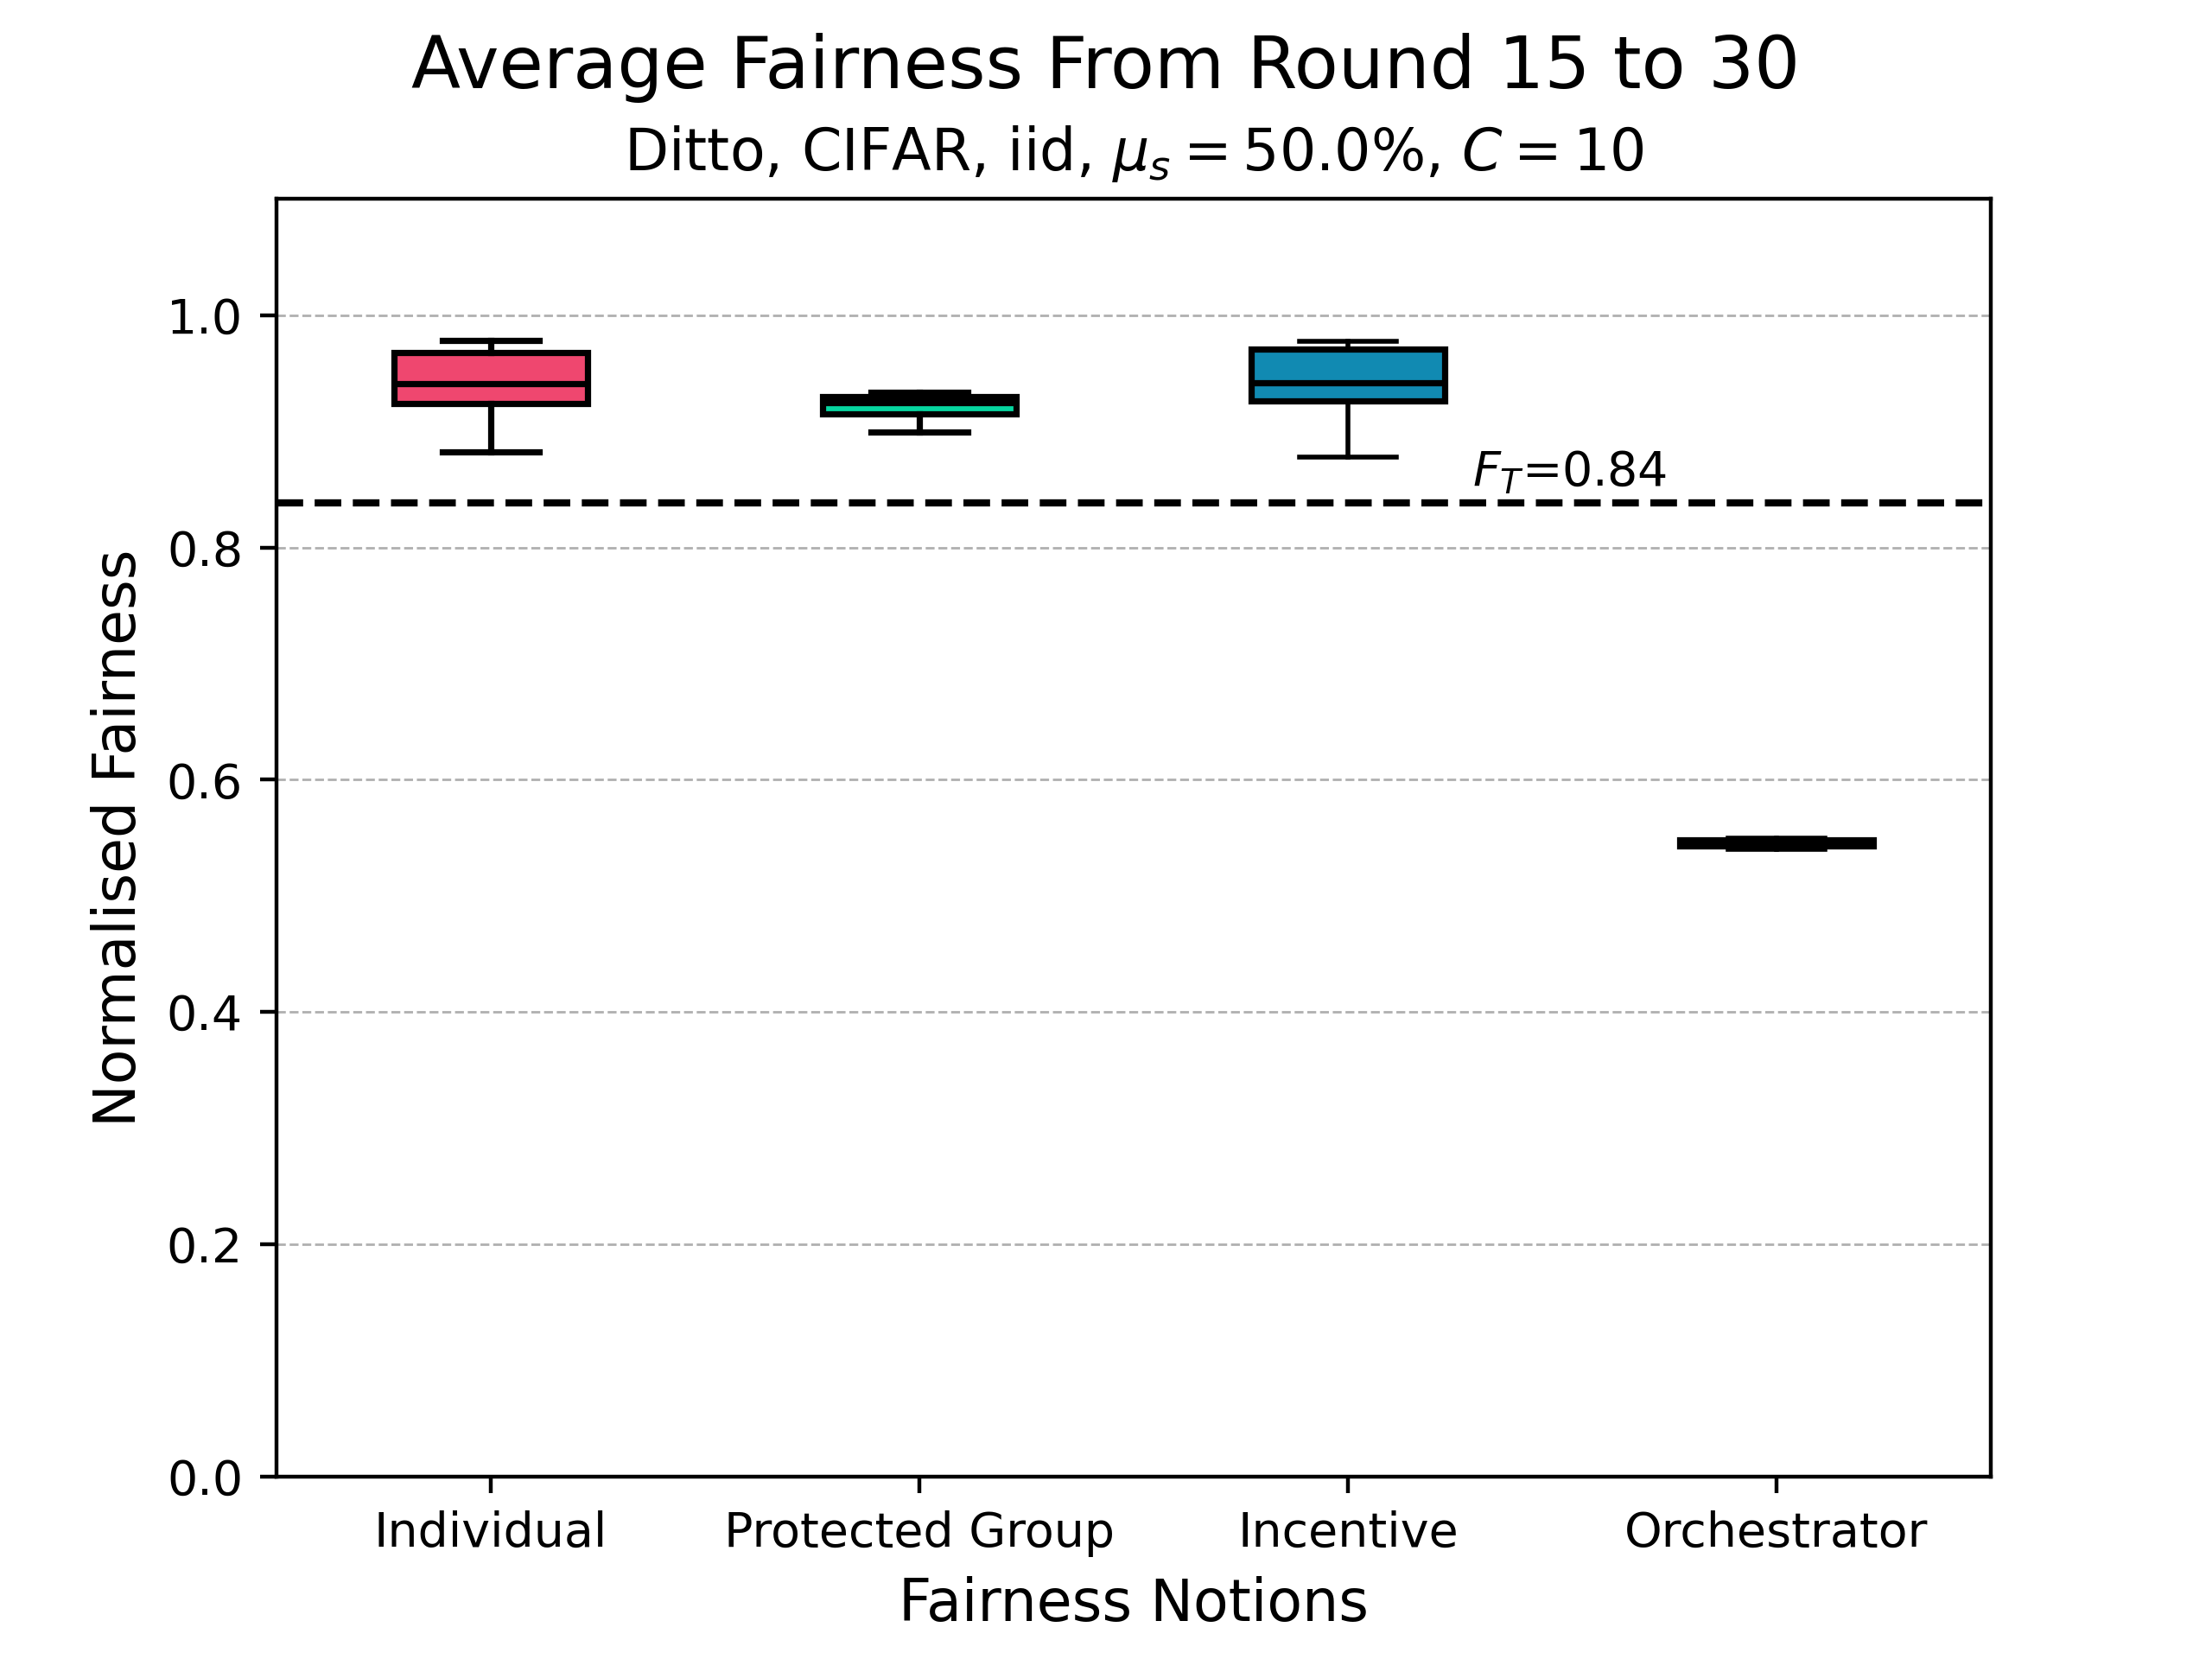 Average Fairness From Round 15 to 30
Ditto, CIFAR, iid, μₛ = 50.0%, C = 10
1.0
0.8
0.6
0.4
0.2
0.0
Normalised Fairness
F_T=0.84
Individual
Protected Group
Incentive
Orchestrator
Fairness Notions